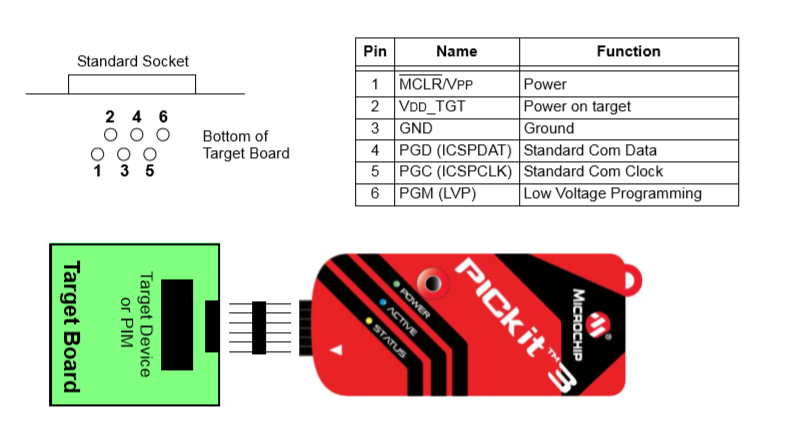 Standard Socket
2 4 6
1 3 5
Bottom of
Target Board
Pin Name Function
1 MCLR/VPP Power
2 VDD_TGT Power on target
3 GND Ground
4 PGD (ICSPDAT) Standard Com Data
5 PGC (ICSPCLK) Standard Com Clock
6 PGM (LVP) Low Voltage Programming
Target Board
Target Device
or PIM
POWER
ACTIVE
STATUS
PICkit™ 3
MICROCHIP
®